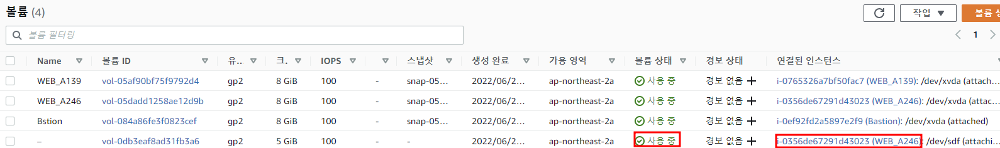 볼륨 (4) 작업 볼륨 생
볼륨 필터링 1
Name 볼륨 ID 유... 크. IOPS 스냅샷 생성 완료 가용 영역 볼륨 상태 경보 상태 연결된 인스턴스
WEB_A139 vol-05af90bf75f9792d4 gp2 8 GiB 100 - snap-05... 2022/06/2... ap-northeast-2a 사용 중 경보 없음 + i-0765326a7bf50fac7 (WEB_A139): /dev/xvda (attach...
WEB_A246 vol-05dadd1258ae12d9b gp2 8 GiB 100 - snap-05... 2022/06/2... ap-northeast-2a 사용 중 경보 없음 + i-0356de67291d43023 (WEB_A246): /dev/xvda (attac...
Bstion vol-084a86fe3f0823cef gp2 8 GiB 100 - snap-05... 2022/06/2... ap-northeast-2a 사용 중 경보 없음 + i-0ef92fd2a5897e2f9 (Bastion): /dev/xvda (attached)
– vol-0db3eaf8ad31fb3a6 gp2 5 GiB 100 - - 2022/06/2... ap-northeast-2a 사용 중 경보 없음 + i-0356de67291d43023 (WEB_A246): /dev/sdf (attachi...